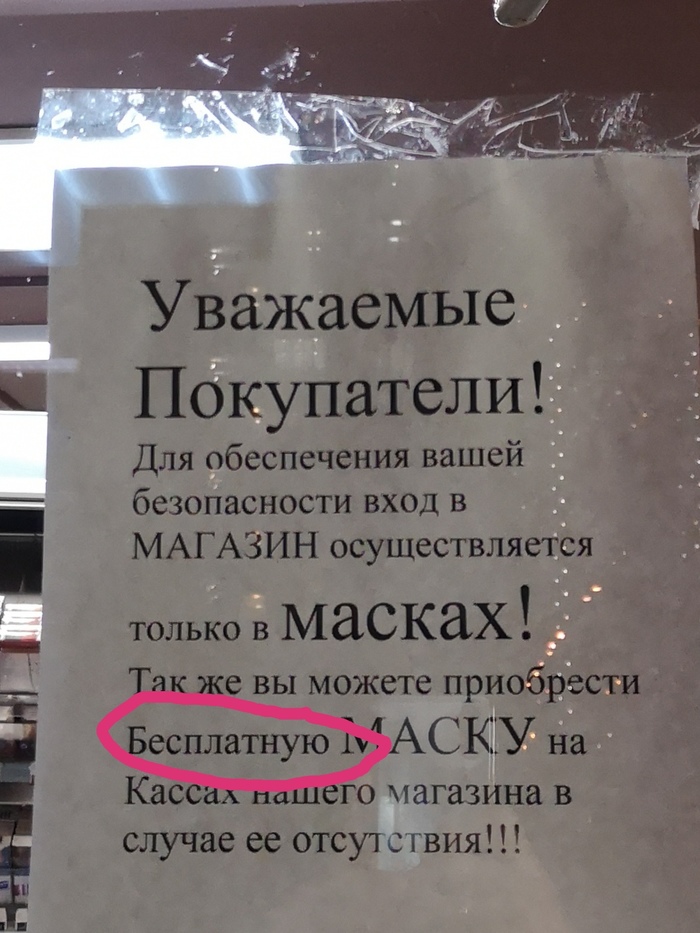 Уважаемые
Покупатели!
Для обеспечения вашей
безопасности вход в
МАГАЗИН осуществляется
только в масках!
Так же вы можете приобрести
Бесплатную МАСКУ на
Кассах нашего магазина в
случае ее отсутствия!!!